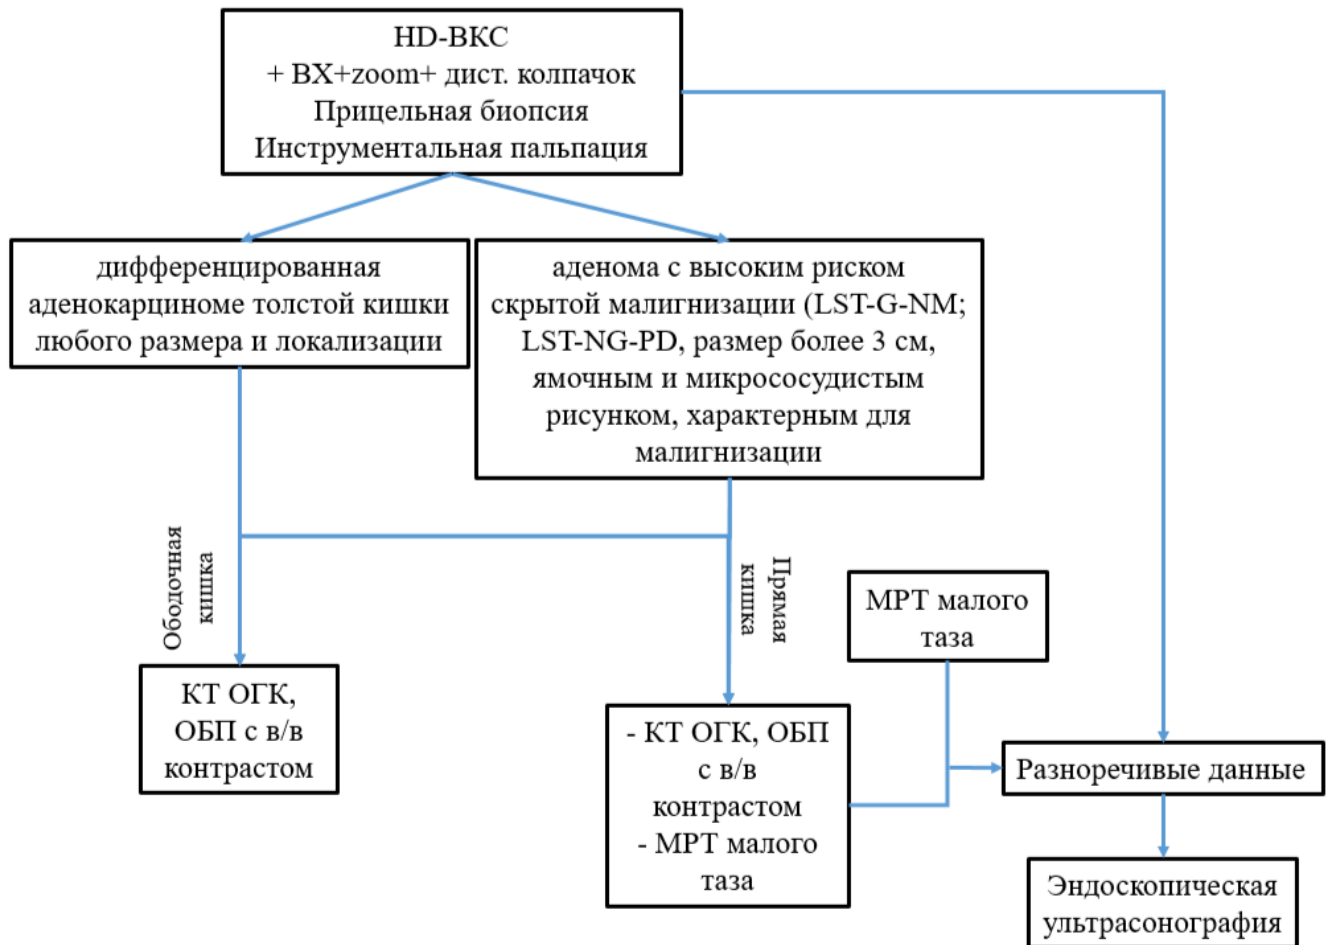 HD-ВКС
+ ВХ+zoom+ дист. колпачок
Прицельная биопсия
Инструментальная пальпация
дифференцированная
аденокарциноме толстой кишки
любого размера и локализации
аденома с высоким риском
скрытой малигнизации (LST-G-NM;
LST-NG-PD, размер более 3 см,
ямочным и микрососудистым
рисунком, характерным для
малигнизации
Ободочная
кишка
Прямая
кишка
МРТ малого
таза
КТ ОГК,
ОБП с в/в
контрастом
- КТ ОГК, ОБП
с в/в
контрастом
- МРТ малого
таза
Разноречивые данные
Эндоскопическая
ультрасонография